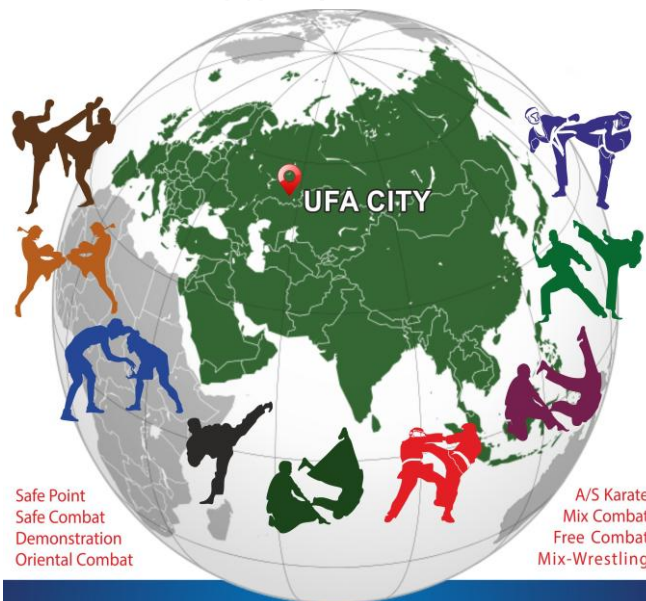 UFA CITY
Safe Point
Safe Combat
Demonstration
Oriental Combat
A/S Karate
Mix Combat
Free Combat
Mix-Wrestling